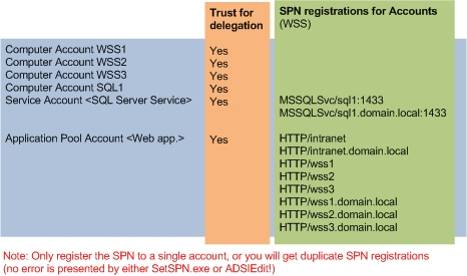 Trust for delegation
SPN registrations for Accounts
(WSS)
Computer Account WSS1 Yes
Computer Account WSS2 Yes
Computer Account WSS3 Yes
Computer Account SQL1 Yes
Service Account <SQL Server Service> Yes MSSQLSvc/sql1:1433
MSSQLSvc/sql1.domain.local:1433
Application Pool Account <Web app.> Yes HTTP/intranet
HTTP/intranet.domain.local
HTTP/wss1
HTTP/wss2
HTTP/wss3
HTTP/wss1.domain.local
HTTP/wss2.domain.local
HTTP/wss3.domain.local
Note: Only register the SPN to a single account, or you will get duplicate SPN registrations
(no error is presented by either SetSPN.exe or ADSIEdit!)